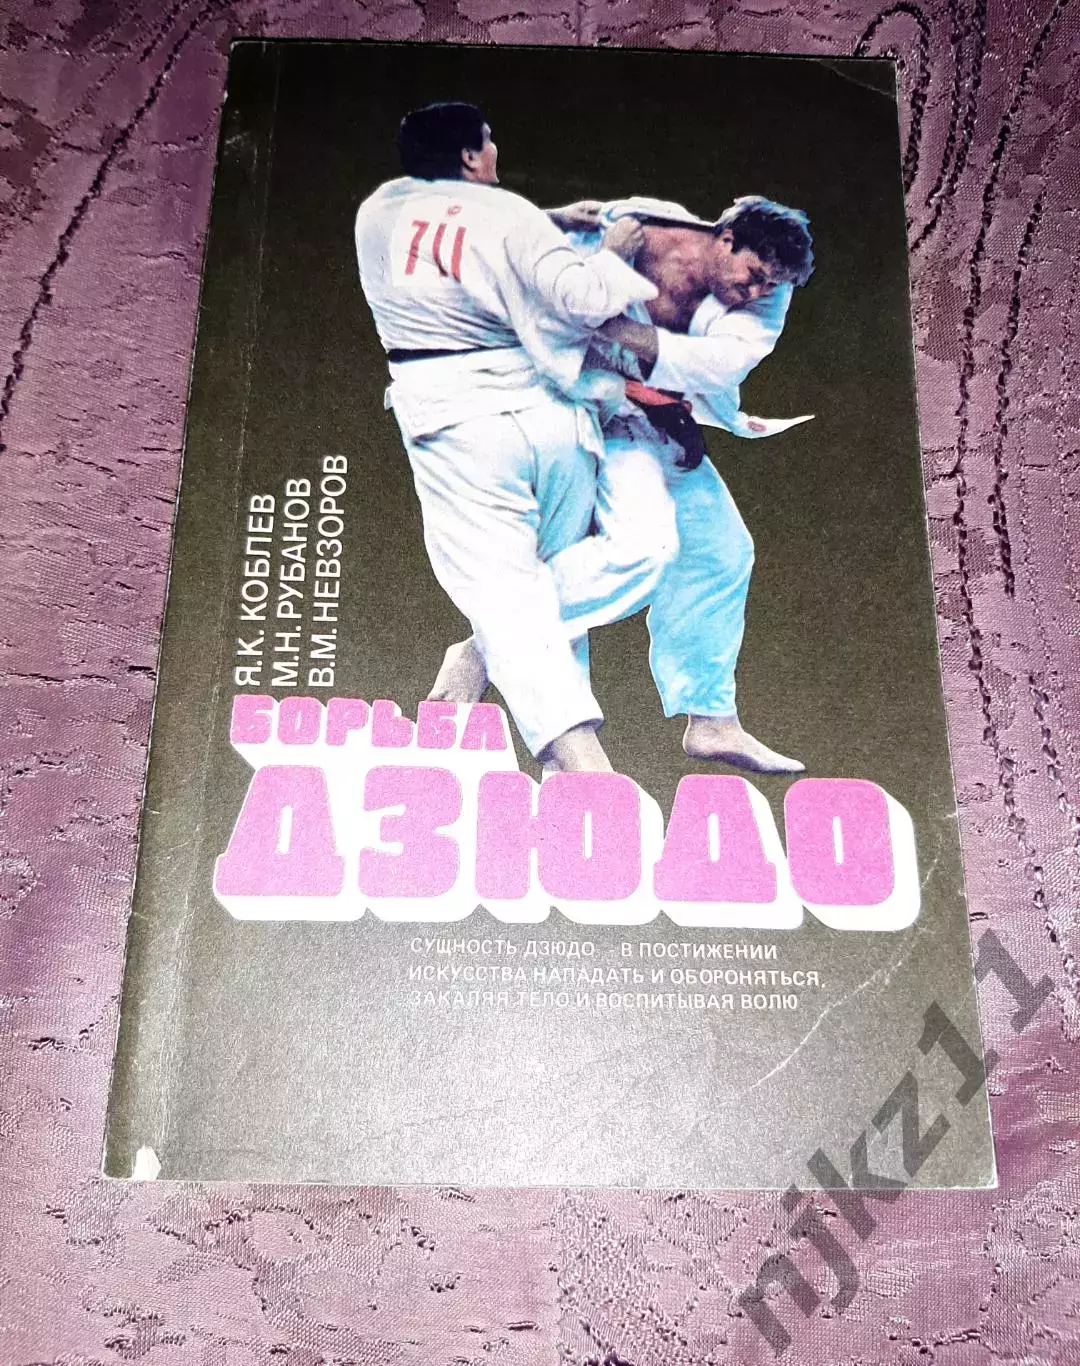 Я.К. КОБЛЕВ
М.Н. РУБАНОВ
В.М. НЕВЗОРОВ
БОРЬБА
ДЗЮДО
СУЩНОСТЬ ДЗЮДО - В ПОСТИЖЕНИИ
ИСКУССТВА НАПАДАТЬ И ОБОРОНЯТЬСЯ,
ЗАКАЛЯЯ ТЕЛО И ВОСПИТЫВАЯ ВОЛЮ
njkz11